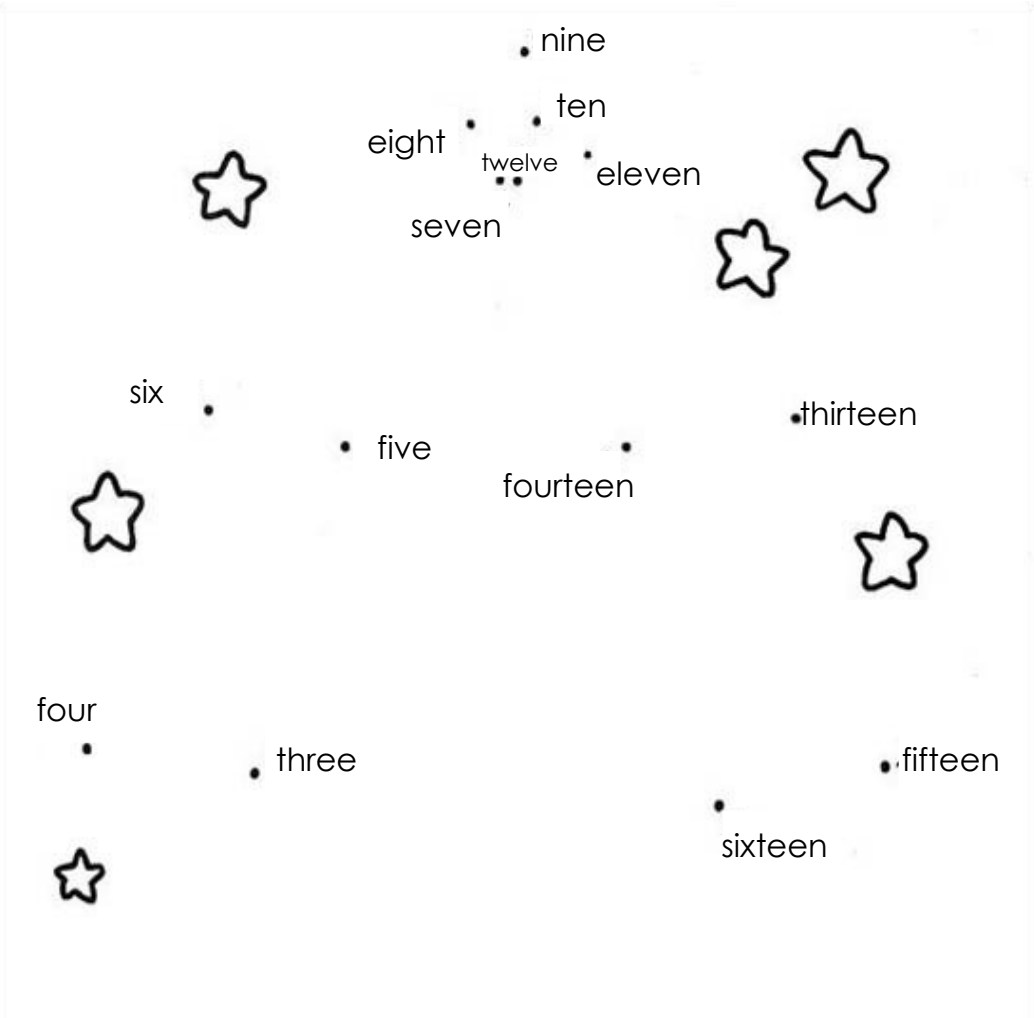 nine
ten
eight
twelve
eleven
seven
six
thirteen
five
fourteen
four
three
fifteen
sixteen